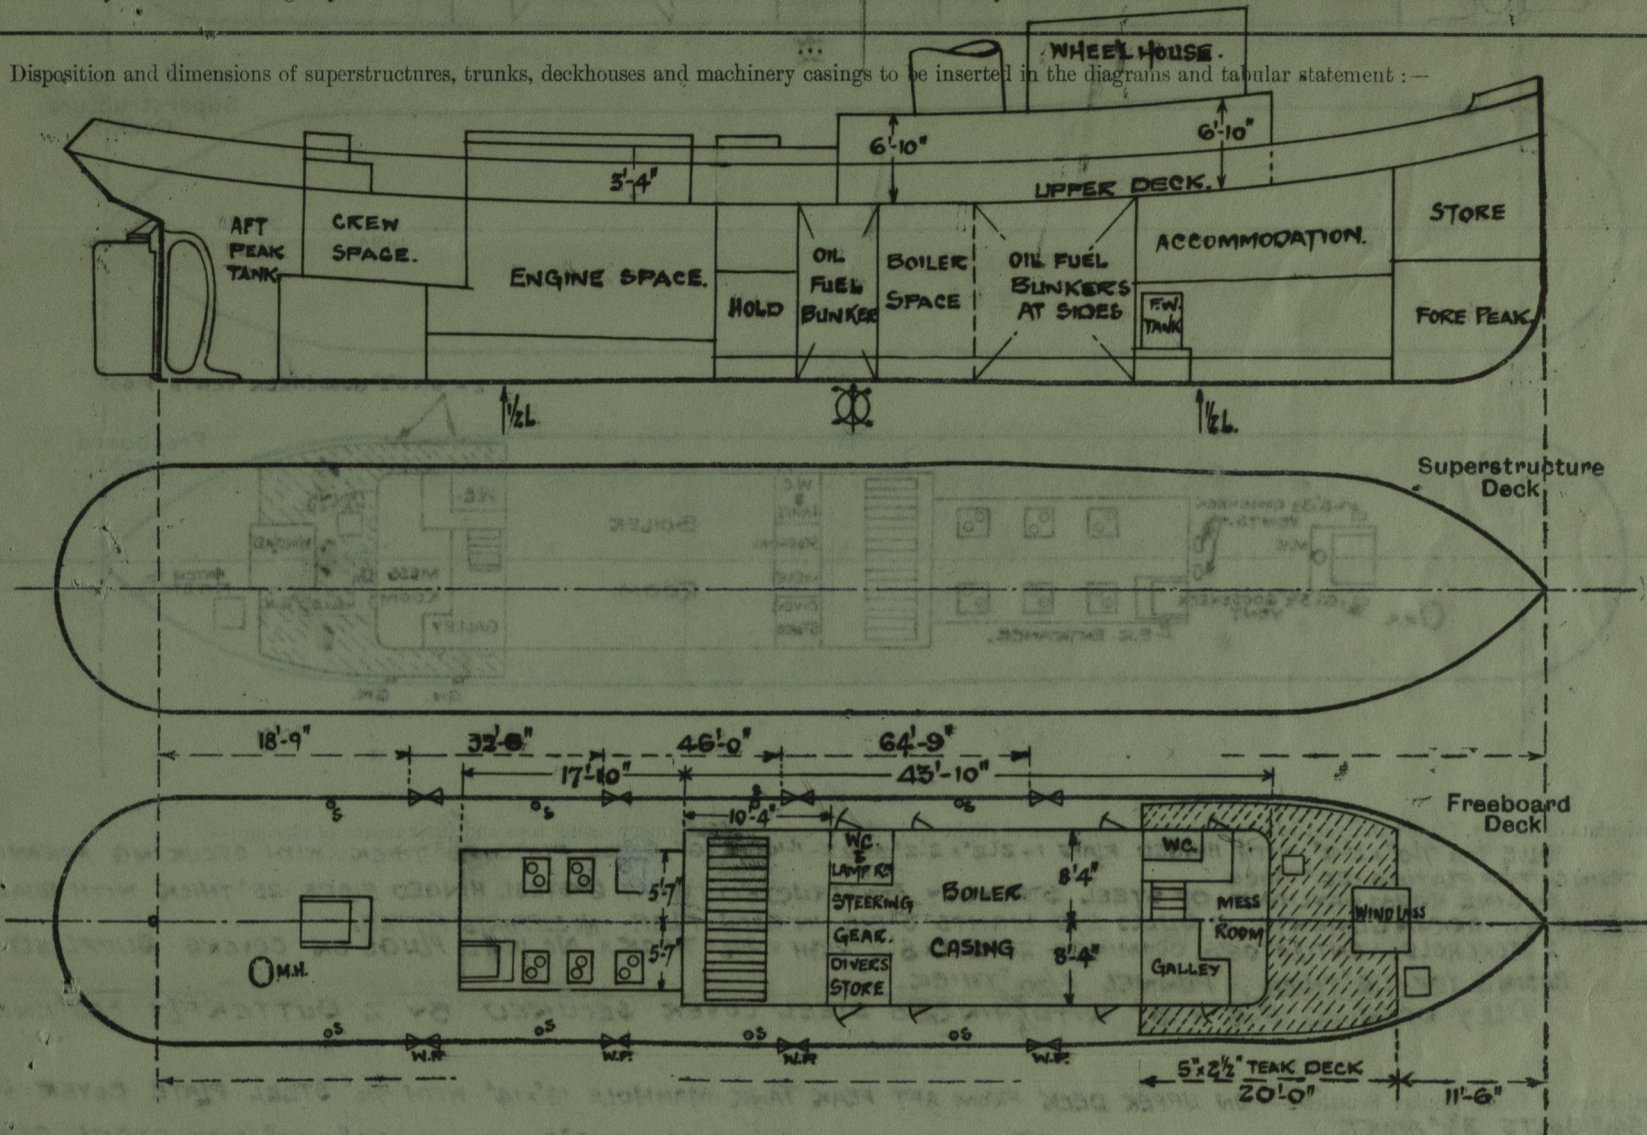 Disposition and dimensions of superstructures, trunks, deckhouses and machinery casings to be inserted in the diagrams and tabular statement :—
WHEELHOUSE.
6'-10"
6'-10"
3'-4"
UPPER DECK.
AFT
PEAK
TANK
CREW
SPACE.
ENGINE SPACE.
HOLD
OIL
FUEL
BUNKER
BOILER
SPACE
OIL FUEL
BUNKERS
AT SIDES
ACCOMMODATION.
F.W.
TANK
STORE
FORE PEAK.
½L
½L.
Superstructure
Deck
18'-9"
46'-0"
64'-9"
17'-10"
43'-10"
Freeboard
Deck
S
S
S
S
10'-4"
5'-7"
5'-7"
W.C.
&
LAMP RM
STEERING
GEAR.
DIVERS
STORE
BOILER
CASING
8'-4"
8'-4"
W.C.
MESS
ROOM
GALLEY
WINDLASS
M.H.
S
S
S
S
W.P.
W.P.
W.P.
W.P.
5"x2½" TEAK DECK
20'-0"
11'-6"